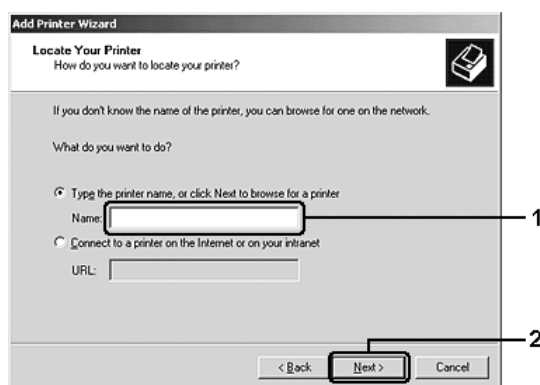 Add Printer Wizard
Locate Your Printer
How do you want to locate your printer?
If you don't know the name of the printer, you can browse for one on the network.
What do you want to do?
Type the printer name, or click Next to browse for a printer
Name:
1
Connect to a printer on the Internet or on your intranet
URL:
2
< Back
Next >
Cancel